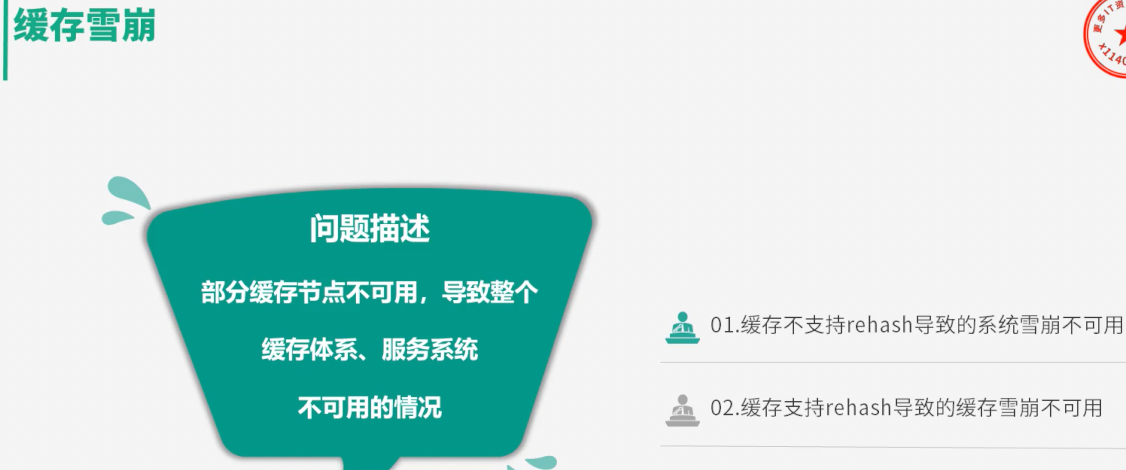 缓存雪崩
更多IT资
x1140
问题描述
部分缓存节点不可用，导致整个
缓存体系、服务系统
不可用的情况
01.缓存不支持rehash导致的系统雪崩不可用
02.缓存支持rehash导致的缓存雪崩不可用